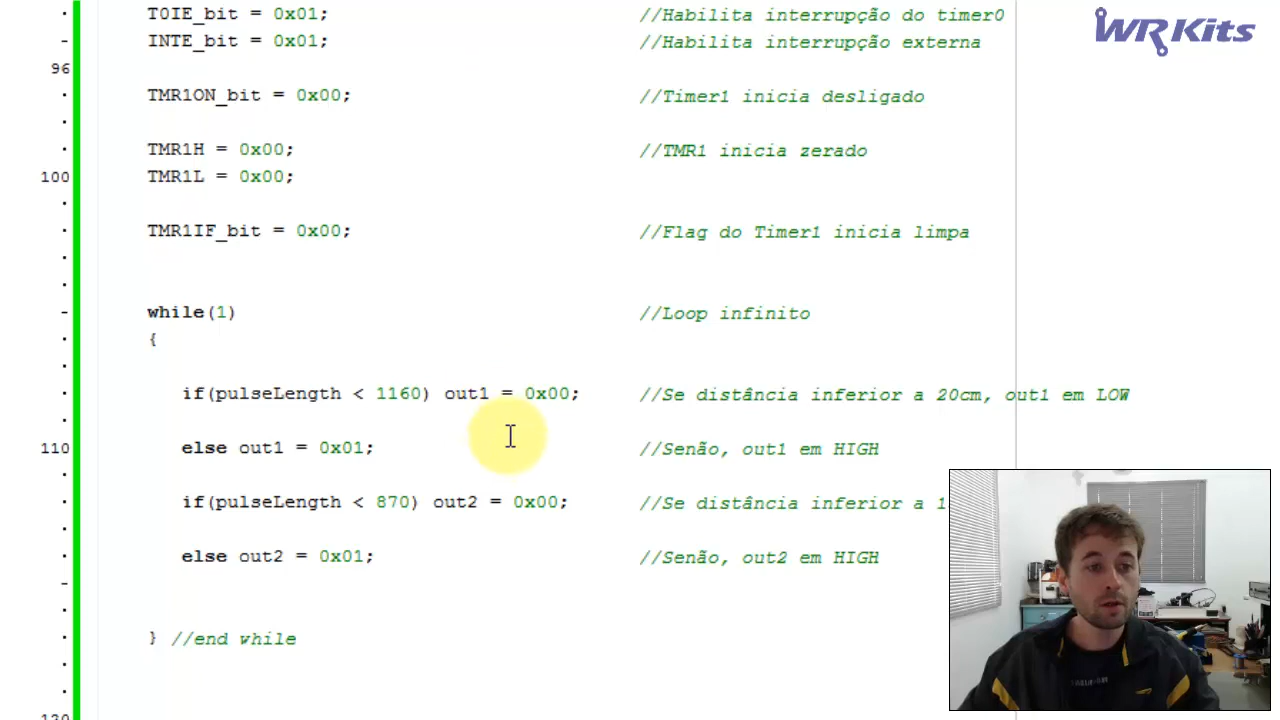 T0IE_bit = 0x01; //Habilita interrupção do timer0
INTE_bit = 0x01; //Habilita interrupção externa
WR Kits
96
TMR1ON_bit = 0x00; //Timer1 inicia desligado
TMR1H = 0x00; //TMR1 inicia zerado
100 TMR1L = 0x00;
TMR1IF_bit = 0x00; //Flag do Timer1 inicia limpa
while(1) //Loop infinito
{
if(pulseLength < 1160) out1 = 0x00; //Se distância inferior a 20cm, out1 em LOW
110 else out1 = 0x01; //Senão, out1 em HIGH
if(pulseLength < 870) out2 = 0x00; //Se distância inferior a 1
else out2 = 0x01; //Senão, out2 em HIGH
} //end while